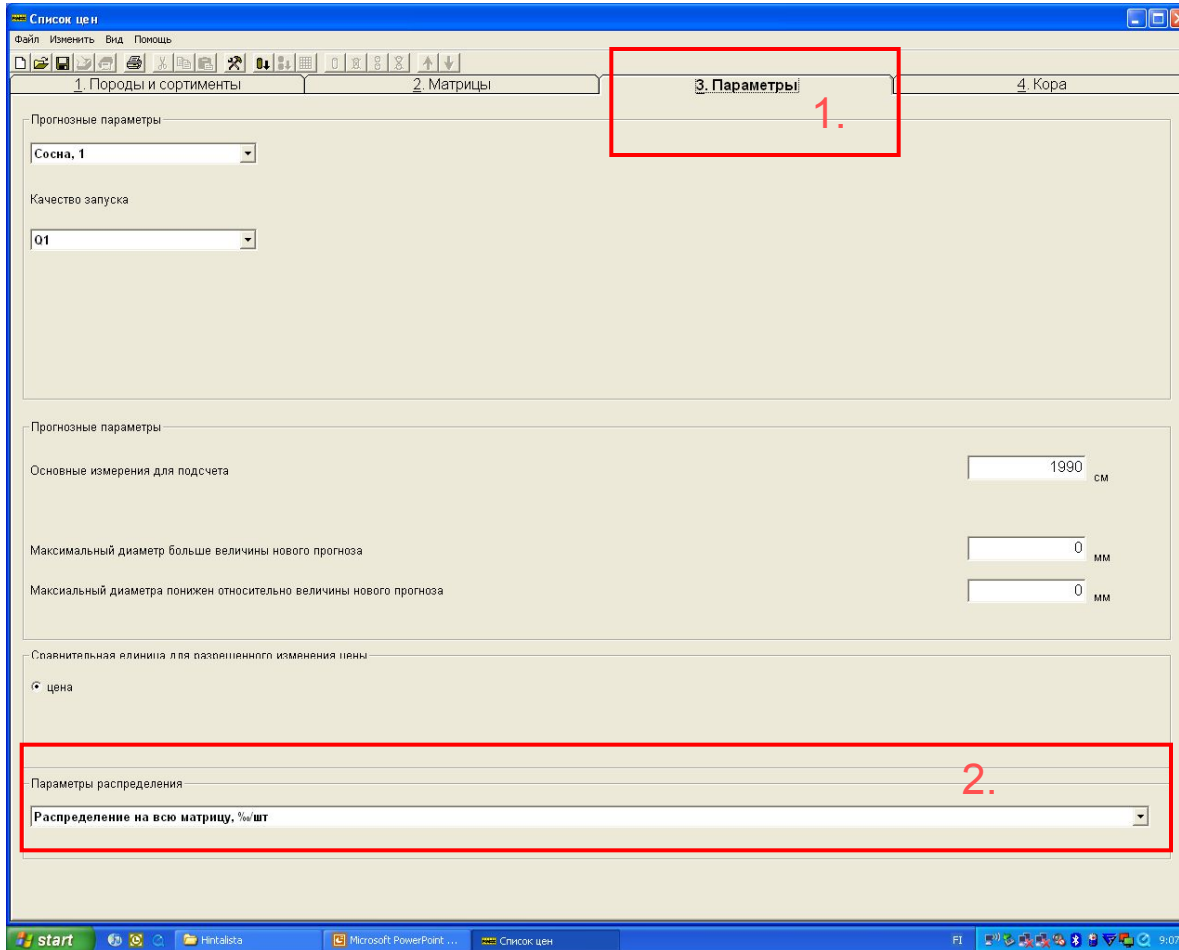 Список цен
Файл Изменить Вид Помощь
1. Породы и сортименты 2. Матрицы 3. Параметры 4. Кора
1.
Прогнозные параметры
Сосна, 1
Качество запуска
Q1
Прогнозные параметры
Основные измерения для подсчета 1990 см
Максимальный диаметр больше величины нового прогноза 0 мм
Максиальный диаметра понижен относительно величины нового прогноза 0 мм
Сравнительная единица для разрешенного изменения цены
цена
2.
Параметры распределения
Распределение на всю матрицу, ‰/шт
start Hintalista Microsoft PowerPoint ... Список цен FI 9:07